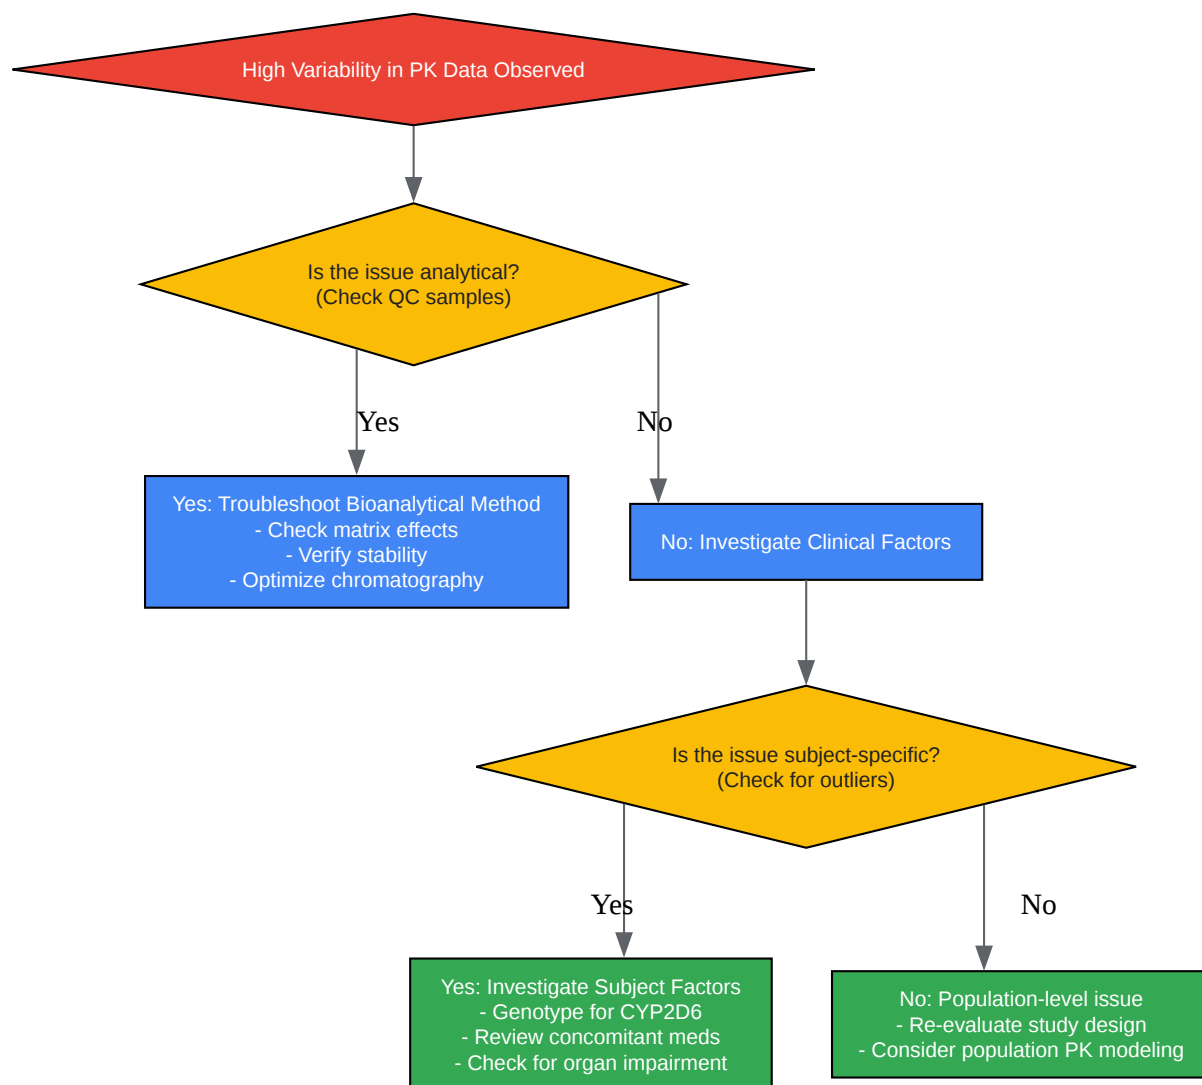 High Variability in PK Data Observed
Is the issue analytical?
(Check QC samples)
Yes
No
Yes: Troubleshoot Bioanalytical Method
- Check matrix effects
- Verify stability
- Optimize chromatography
No: Investigate Clinical Factors
Is the issue subject-specific?
(Check for outliers)
Yes
No
Yes: Investigate Subject Factors
- Genotype for CYP2D6
- Review concomitant meds
- Check for organ impairment
No: Population-level issue
- Re-evaluate study design
- Consider population PK modeling